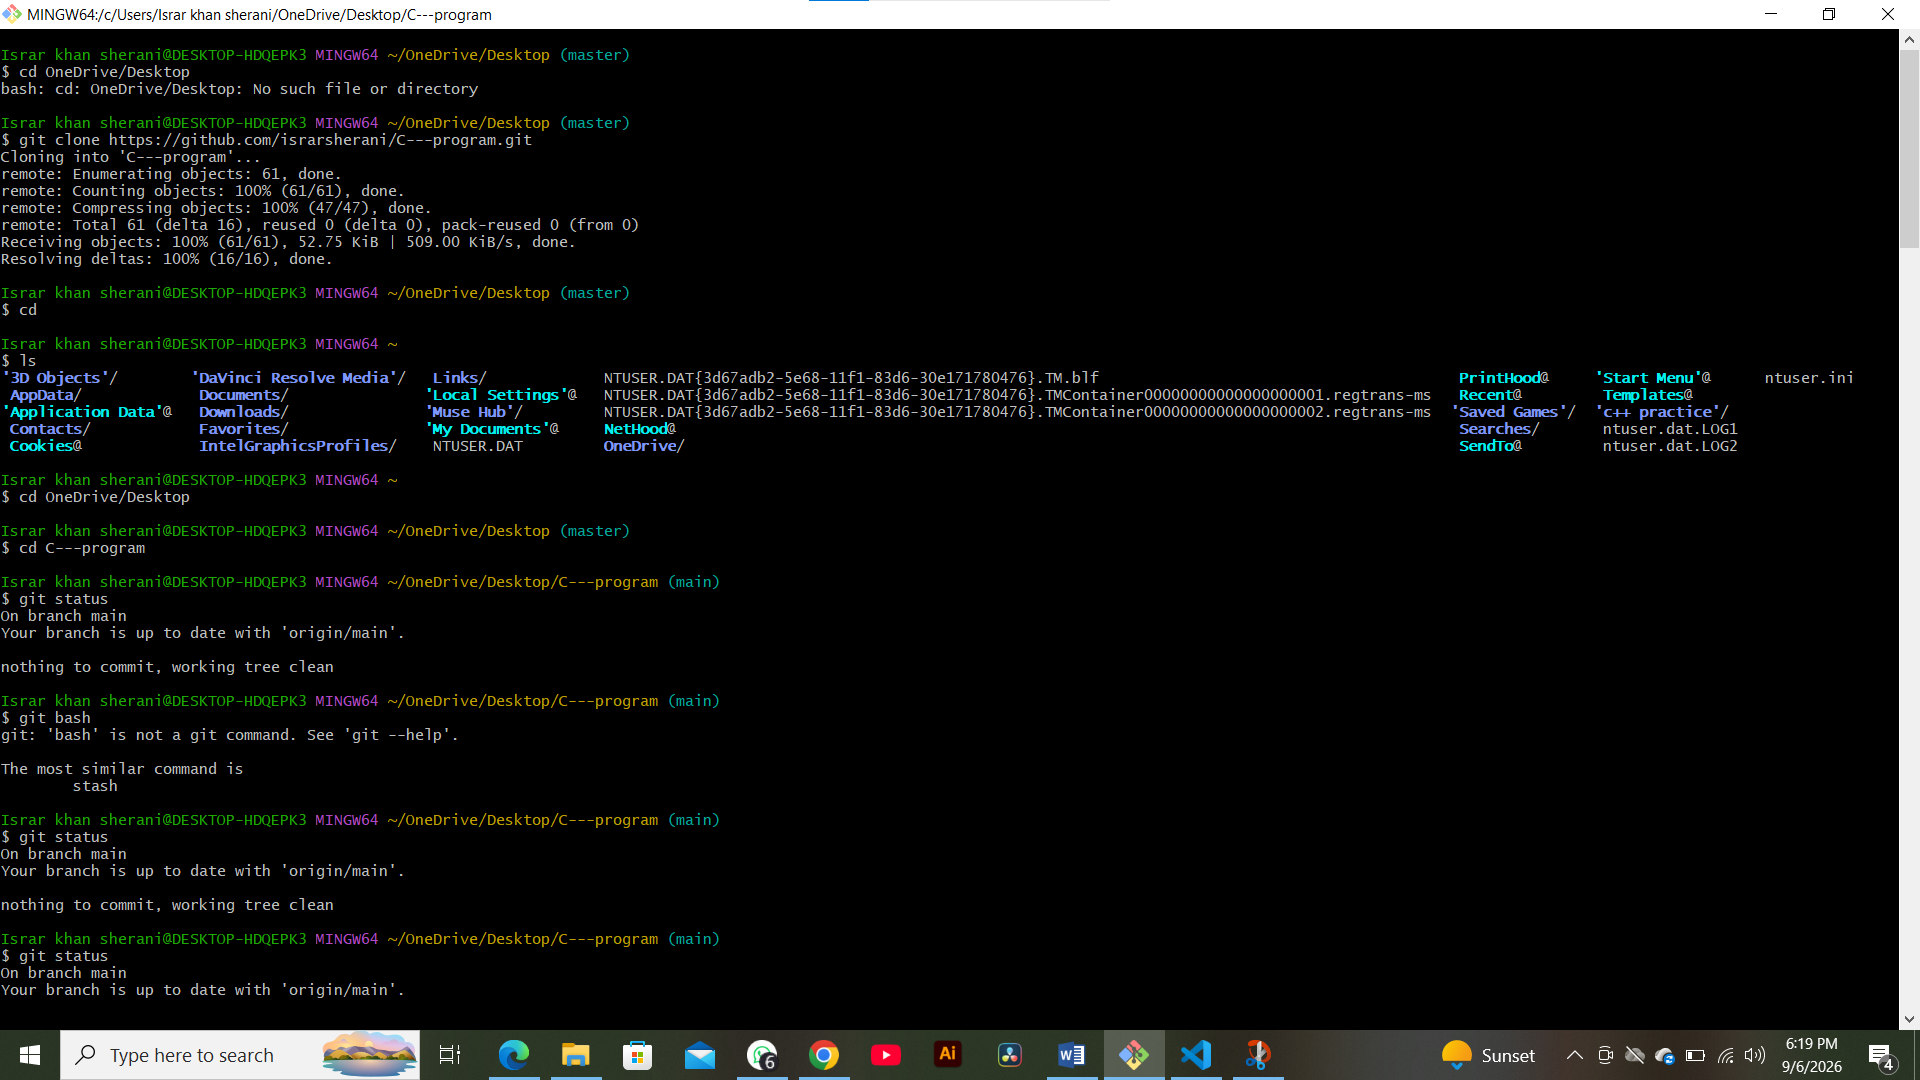 MINGW64:/c/Users/Israr khan sherani/OneDrive/Desktop/C---program
Israr khan sherani@DESKTOP-HDQEPK3 MINGW64 ~/OneDrive/Desktop (master)
$ cd OneDrive/Desktop
bash: cd: OneDrive/Desktop: No such file or directory
Israr khan sherani@DESKTOP-HDQEPK3 MINGW64 ~/OneDrive/Desktop (master)
$ git clone https://github.com/israrsherani/C---program.git
Cloning into 'C---program'...
remote: Enumerating objects: 61, done.
remote: Counting objects: 100% (61/61), done.
remote: Compressing objects: 100% (47/47), done.
remote: Total 61 (delta 16), reused 0 (delta 0), pack-reused 0 (from 0)
Receiving objects: 100% (61/61), 52.75 KiB | 509.00 KiB/s, done.
Resolving deltas: 100% (16/16), done.
Israr khan sherani@DESKTOP-HDQEPK3 MINGW64 ~/OneDrive/Desktop (master)
$ cd
Israr khan sherani@DESKTOP-HDQEPK3 MINGW64 ~
$ ls
'3D Objects'/ 'DaVinci Resolve Media'/ Links/ NTUSER.DAT{3d67adb2-5e68-11f1-83d6-30e171780476}.TM.blf PrintHood@ 'Start Menu'@ ntuser.ini
AppData/ Documents/ 'Local Settings'@ NTUSER.DAT{3d67adb2-5e68-11f1-83d6-30e171780476}.TMContainer00000000000000000001.regtrans-ms Recent@ Templates@
'Application Data'@ Downloads/ 'Muse Hub'/ NTUSER.DAT{3d67adb2-5e68-11f1-83d6-30e171780476}.TMContainer00000000000000000002.regtrans-ms 'Saved Games'/ 'c++ practice'/
Contacts/ Favorites/ 'My Documents'@ NetHood@ Searches/ ntuser.dat.LOG1
Cookies@ IntelGraphicsProfiles/ NTUSER.DAT OneDrive/ SendTo@ ntuser.dat.LOG2
Israr khan sherani@DESKTOP-HDQEPK3 MINGW64 ~
$ cd OneDrive/Desktop
Israr khan sherani@DESKTOP-HDQEPK3 MINGW64 ~/OneDrive/Desktop (master)
$ cd C---program
Israr khan sherani@DESKTOP-HDQEPK3 MINGW64 ~/OneDrive/Desktop/C---program (main)
$ git status
On branch main
Your branch is up to date with 'origin/main'.
nothing to commit, working tree clean
Israr khan sherani@DESKTOP-HDQEPK3 MINGW64 ~/OneDrive/Desktop/C---program (main)
$ git bash
git: 'bash' is not a git command. See 'git --help'.
The most similar command is
stash
Israr khan sherani@DESKTOP-HDQEPK3 MINGW64 ~/OneDrive/Desktop/C---program (main)
$ git status
On branch main
Your branch is up to date with 'origin/main'.
nothing to commit, working tree clean
Israr khan sherani@DESKTOP-HDQEPK3 MINGW64 ~/OneDrive/Desktop/C---program (main)
$ git status
On branch main
Your branch is up to date with 'origin/main'.
Type here to search
6
Ai
Sunset
6:19 PM
9/6/2026
4